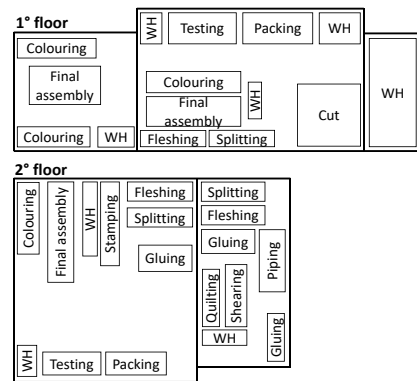 1° floor
WH
Testing
Packing
WH
Colouring
Final
assembly
Colouring
WH
Colouring
Final
assembly
WH
Fleshing
Splitting
Cut
WH
2° floor
Colouring
Final assembly
WH
Stamping
Fleshing
Splitting
Gluing
WH
Testing
Packing
Splitting
Fleshing
Gluing
Piping
Quilting
Shearing
WH
Gluing